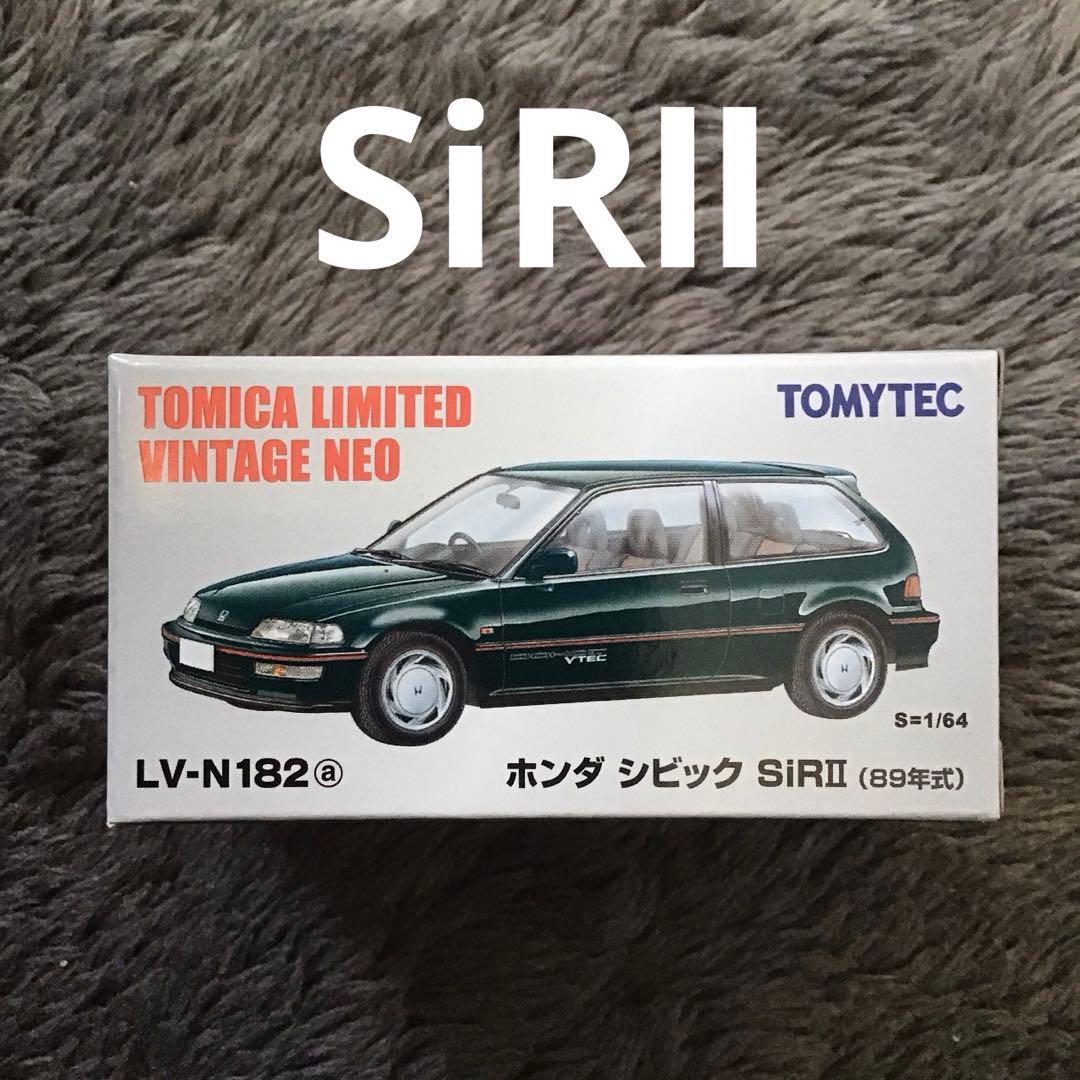 SiRII
TOMICA LIMITED
VINTAGE NEO
TOMYTEC
VTEC
S=1/64
LV-N182ⓐ
ホンダ シビック SiRII (89年式)